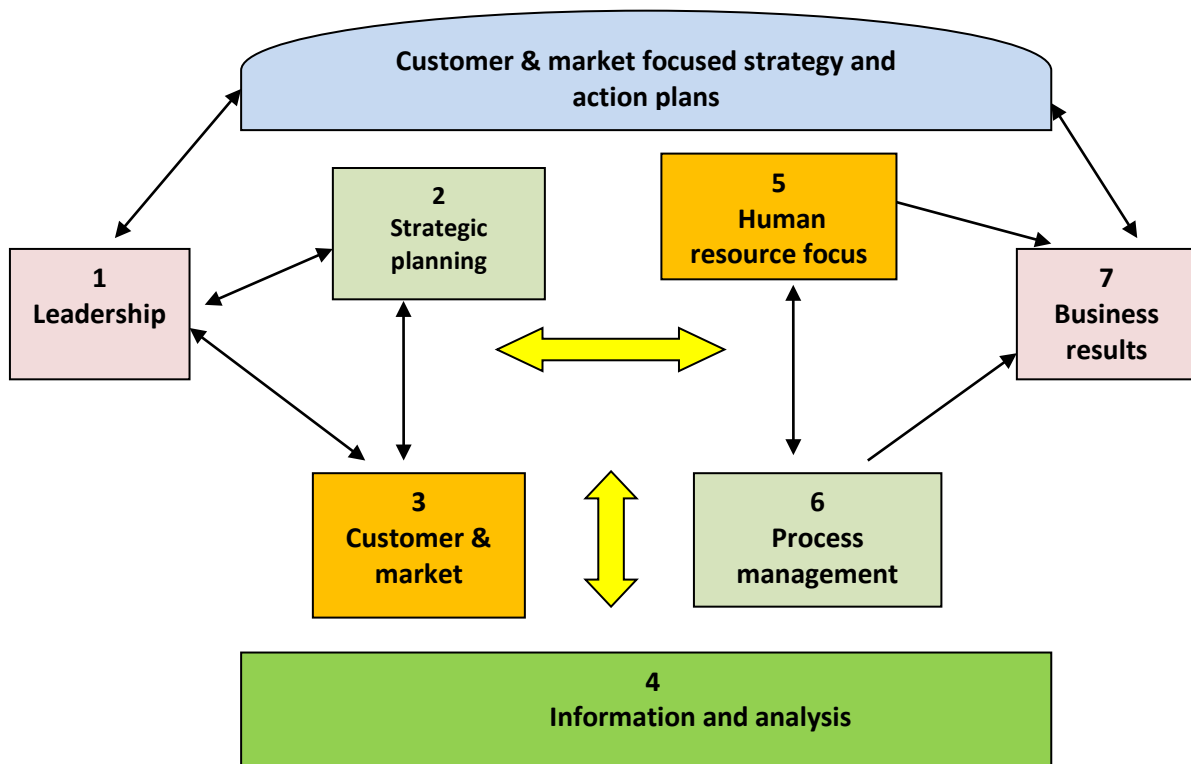 Customer & market focused strategy and
action plans
2
Strategic
planning
5
Human
resource focus
1
Leadership
7
Business
results
3
Customer &
market
6
Process
management
4
Information and analysis